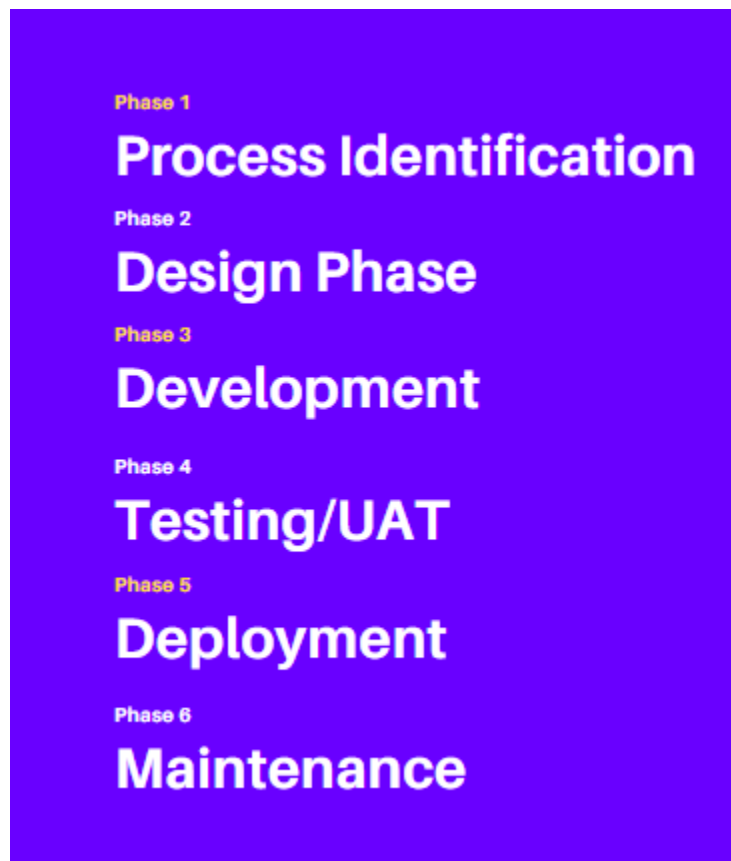 Phase 1
Process Identification
Phase 2
Design Phase
Phase 3
Development
Phase 4
Testing/UAT
Phase 5
Deployment
Phase 6
Maintenance